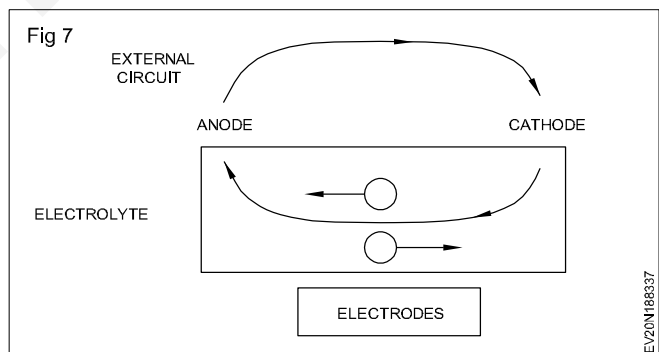 Fig 7
EXTERNAL
CIRCUIT
ANODE
CATHODE
ELECTROLYTE
ELECTRODES
EV20N188337